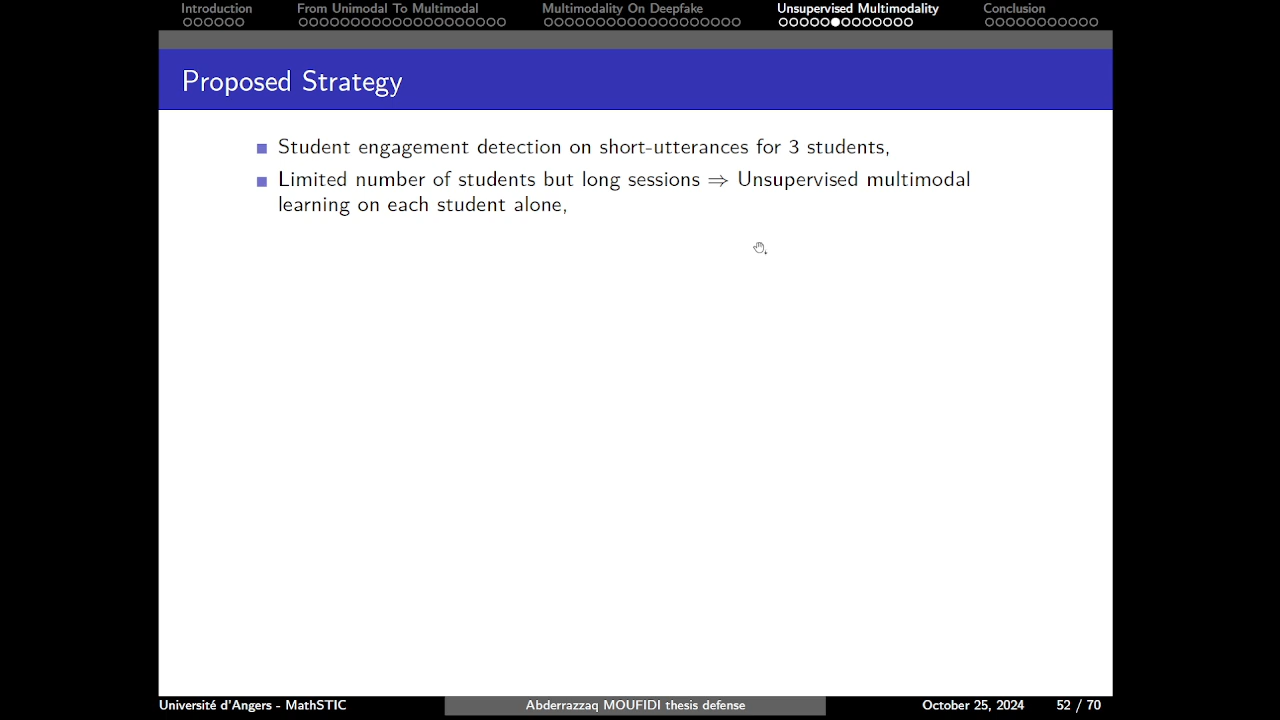 Introduction
From Unimodal To Multimodal
Multimodality On Deepfake
Unsupervised Multimodality
Conclusion
Proposed Strategy
Student engagement detection on short-utterances for 3 students,
Limited number of students but long sessions ⇒ Unsupervised multimodal
learning on each student alone,
Université d'Angers - MathSTIC
Abderrazzaq MOUFIDI thesis defense
October 25, 2024
52 / 70